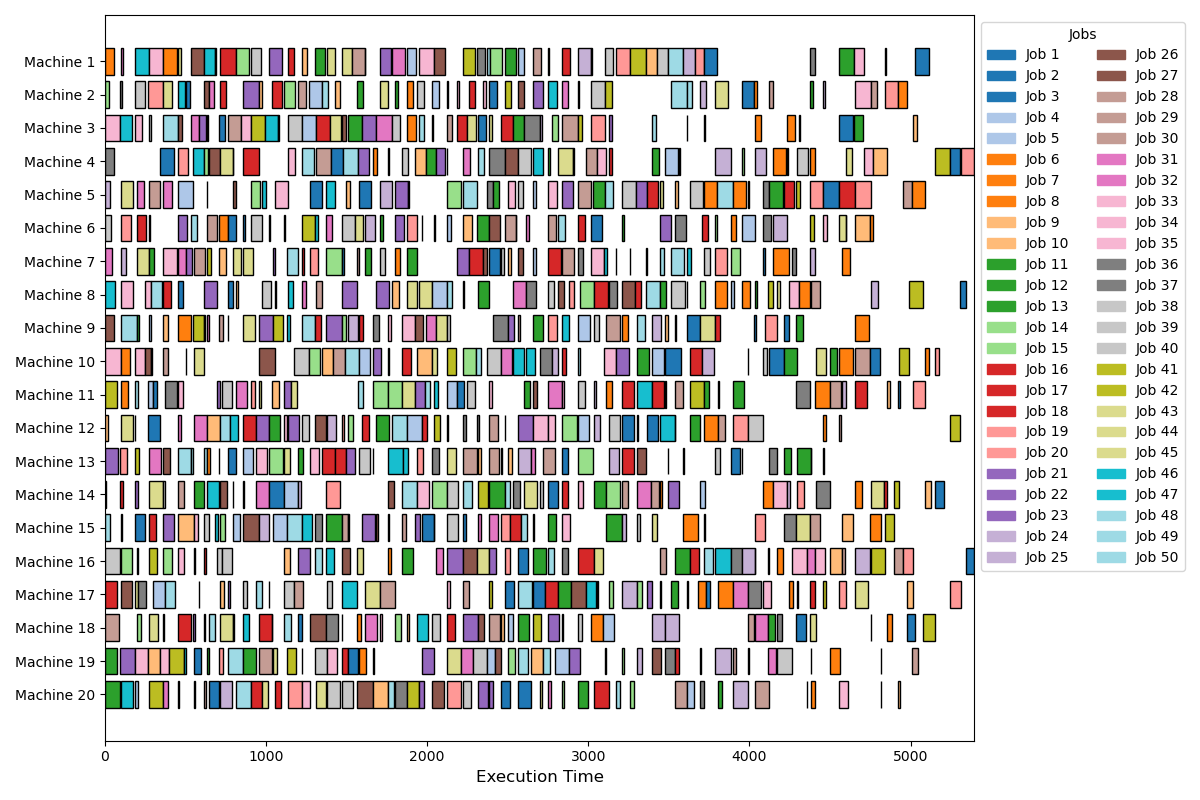 Machine 1
Machine 2
Machine 3
Machine 4
Machine 5
Machine 6
Machine 7
Machine 8
Machine 9
Machine 10
Machine 11
Machine 12
Machine 13
Machine 14
Machine 15
Machine 16
Machine 17
Machine 18
Machine 19
Machine 20
0 1000 2000 3000 4000 5000
Execution Time
Jobs
Job 1 Job 26
Job 2 Job 27
Job 3 Job 28
Job 4 Job 29
Job 5 Job 30
Job 6 Job 31
Job 7 Job 32
Job 8 Job 33
Job 9 Job 34
Job 10 Job 35
Job 11 Job 36
Job 12 Job 37
Job 13 Job 38
Job 14 Job 39
Job 15 Job 40
Job 16 Job 41
Job 17 Job 42
Job 18 Job 43
Job 19 Job 44
Job 20 Job 45
Job 21 Job 46
Job 22 Job 47
Job 23 Job 48
Job 24 Job 49
Job 25 Job 50